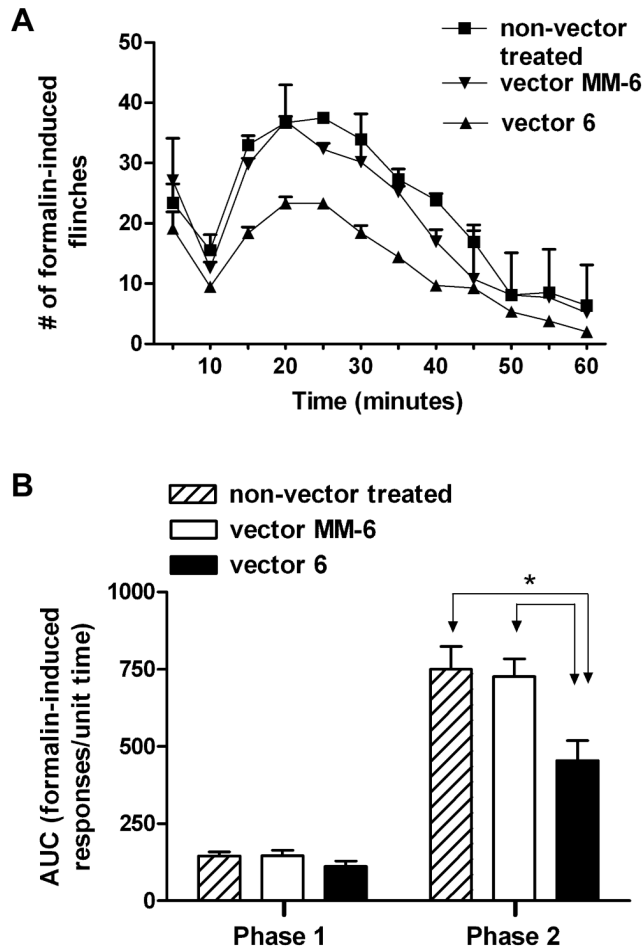 A
non-vector
treated
vector MM-6
vector 6
# of formalin-induced
flinches
50
40
30
20
10
0
10 20 30 40 50 60
Time (minutes)
B
non-vector treated
vector MM-6
vector 6
AUC (formalin-induced
responses/unit time)
1000
750
500
250
0
*
Phase 1 Phase 2